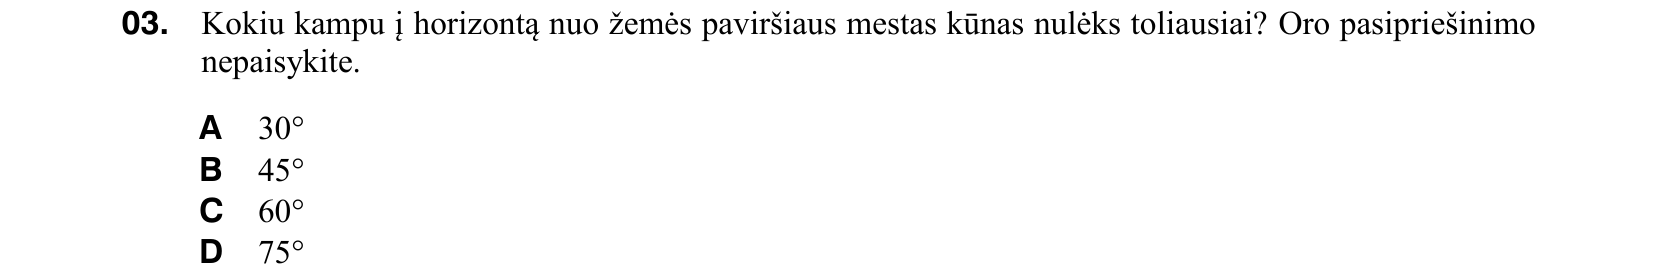 03. Kokiu kampu į horizontą nuo žemės paviršiaus mestas kūnas nulėks toliausiai? Oro pasipriešinimo
nepaisykite.
A 30°
B 45°
C 60°
D 75°